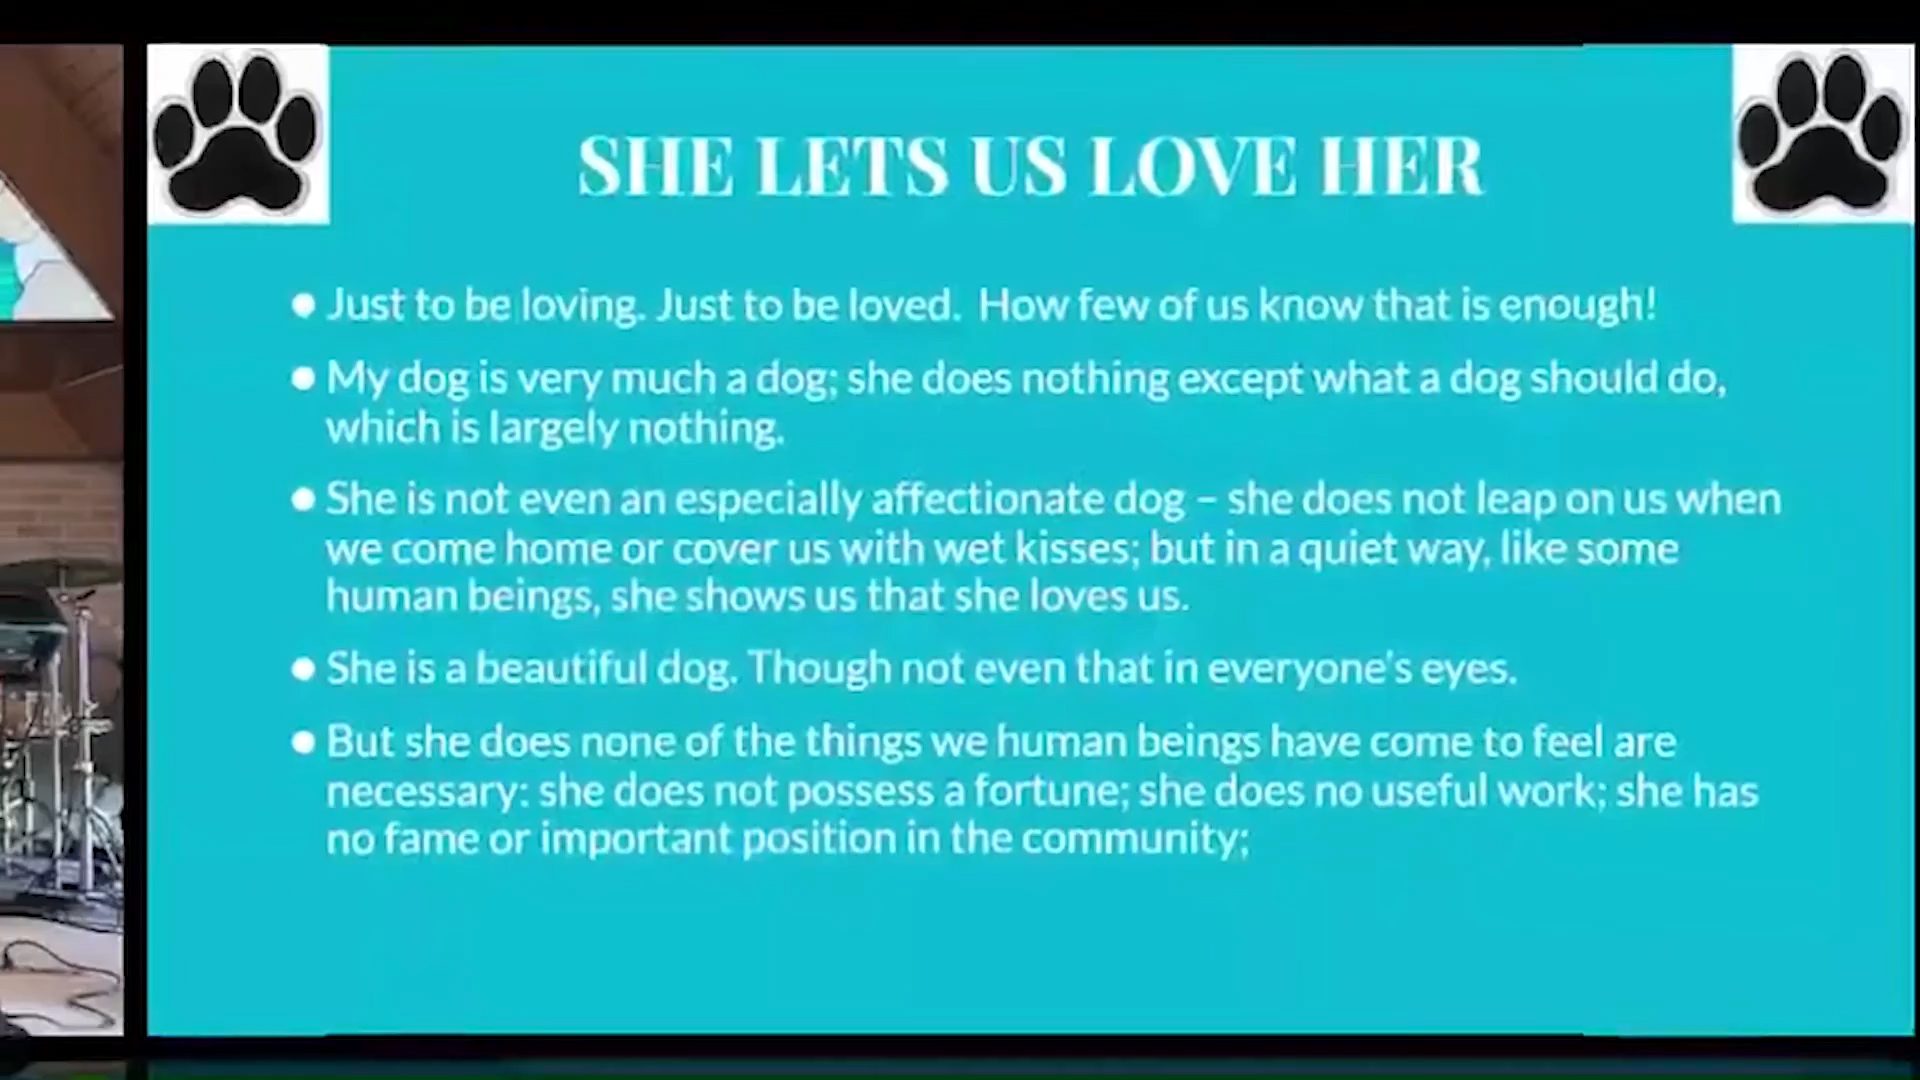 SHE LETS US LOVE HER
● Just to be loving. Just to be loved.  How few of us know that is enough!
● My dog is very much a dog; she does nothing except what a dog should do,
which is largely nothing.
● She is not even an especially affectionate dog – she does not leap on us when
we come home or cover us with wet kisses; but in a quiet way, like some
human beings, she shows us that she loves us.
● She is a beautiful dog. Though not even that in everyone's eyes.
● But she does none of the things we human beings have come to feel are
necessary: she does not possess a fortune; she does no useful work; she has
no fame or important position in the community;